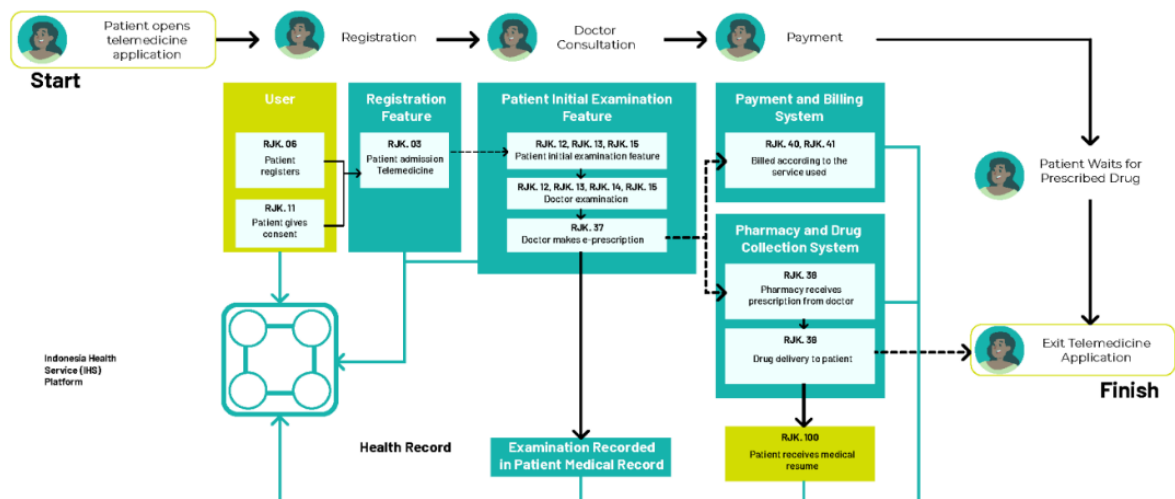 Patient opens
telemedicine
application
Start
Registration
Doctor
Consultation
Payment
User
RJK. 06
Patient
registers
RJK. 11
Patient gives
consent
Registration
Feature
RJK. 03
Patient admission
Telemedicine
Patient Initial Examination
Feature
RJK. 12, RJK. 13, RJK. 15
Patient initial examination feature
RJK. 12, RJK. 13, RJK. 14, RJK. 15
Doctor examination
RJK. 37
Doctor makes e-prescription
Payment and Billing
System
RJK. 40, RJK. 41
Billed according to the
service used
Pharmacy and Drug
Collection System
RJK. 38
Pharmacy receives
prescription from doctor
RJK. 38
Drug delivery to patient
Patient Waits for
Prescribed Drug
Exit Telemedicine
Application
Finish
Indonesia Health
Service (IHS)
Platform
Health Record
Examination Recorded
in Patient Medical Record
RJK. 100
Patient receives medical
resume